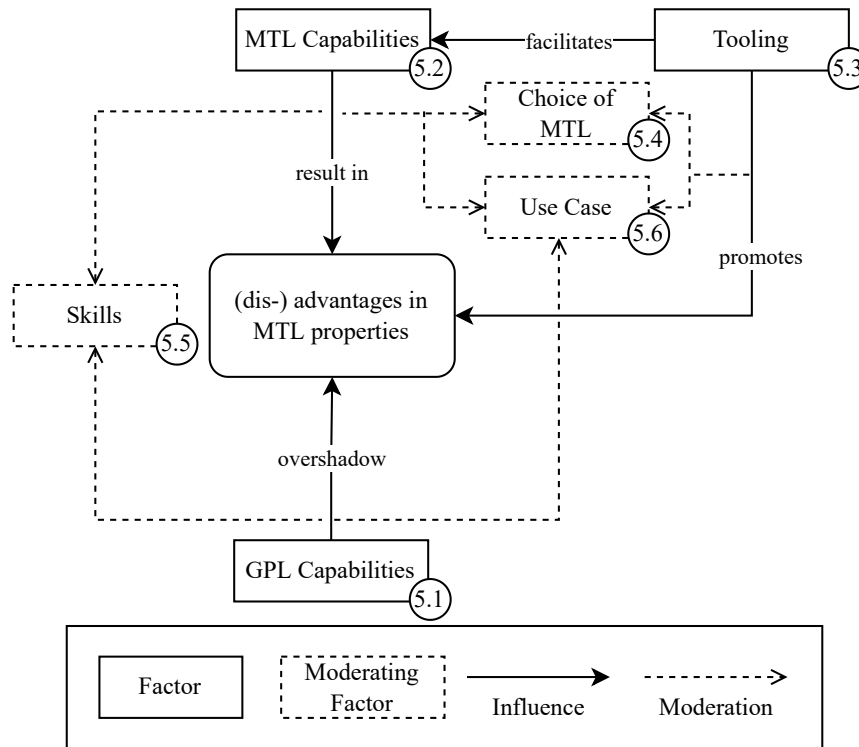 MTL Capabilities
5.2
facilitates
Tooling
5.3
Choice of
MTL
5.4
result in
Use Case
5.6
promotes
(dis-) advantages in
MTL properties
Skills
5.5
overshadow
GPL Capabilities
5.1
Factor
Moderating
Factor
Influence
Moderation